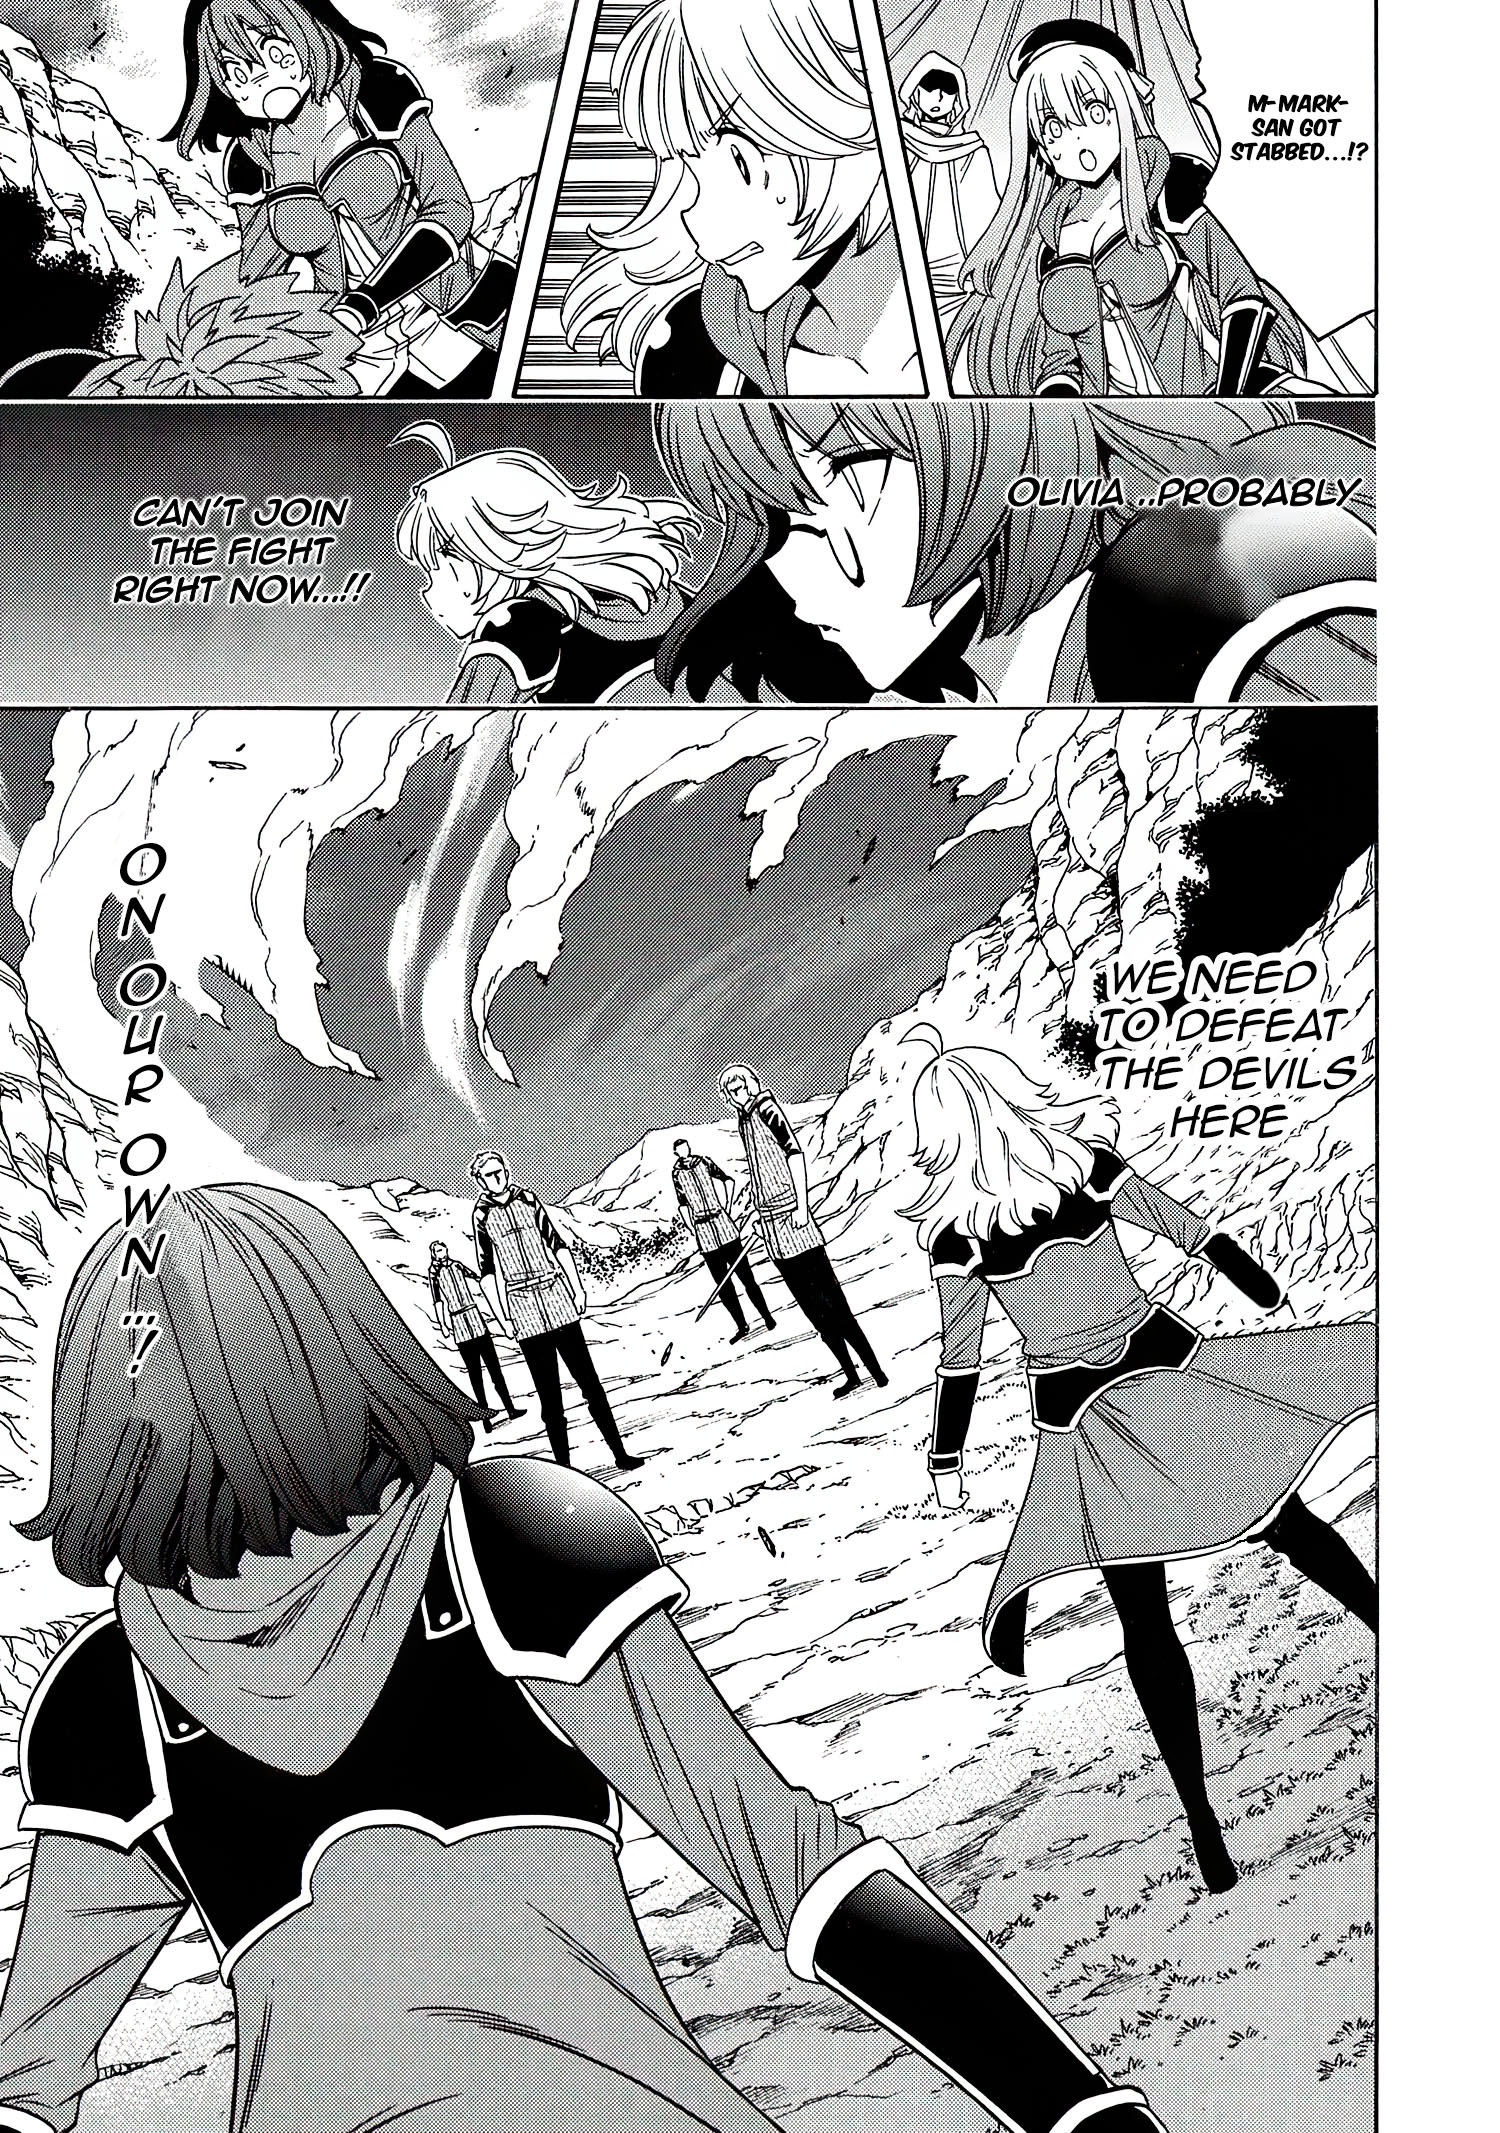 M-MARK-
SAN GOT
STABBED...!?
OLIVIA ..PROBABLY
CAN'T JOIN
THE FIGHT
RIGHT NOW...!!
WE NEED
TO DEFEAT
THE DEVILS
HERE
ON OUR OWN ...!